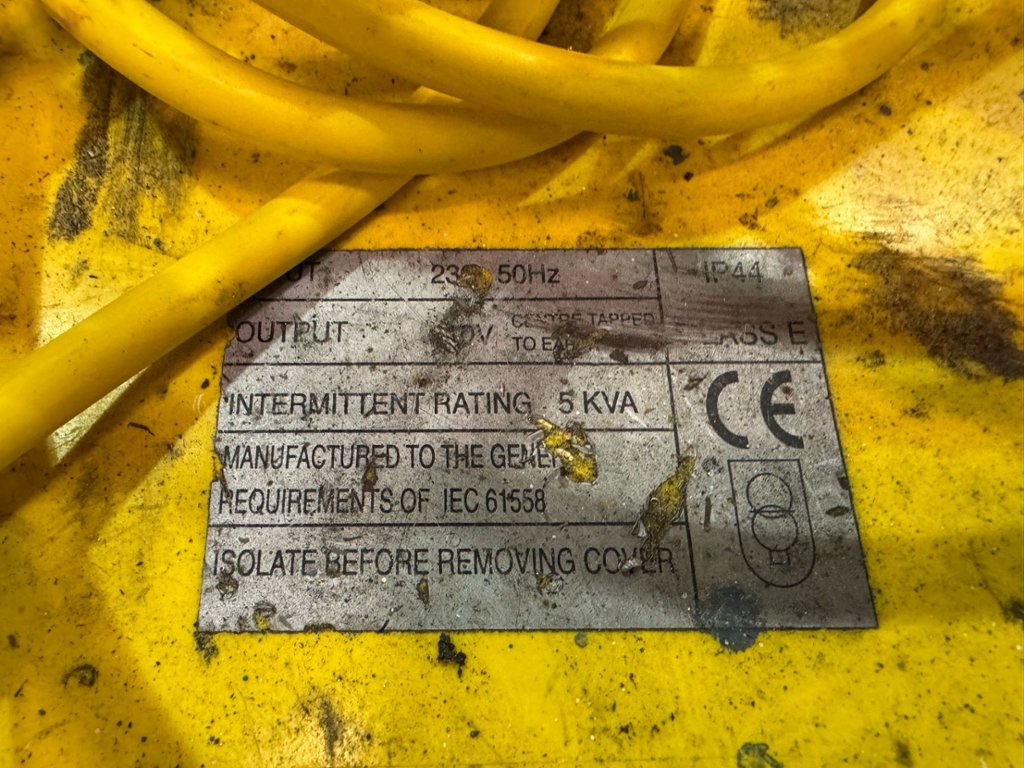 50Hz IP44
OUTPUT CENTRE TAPPED
TO
E
INTERMITTENT RATING 5 KVA
CE
MANUFACTURED TO THE
REQUIREMENTS OF IEC 61558
ISOLATE BEFORE REMOVING COVER